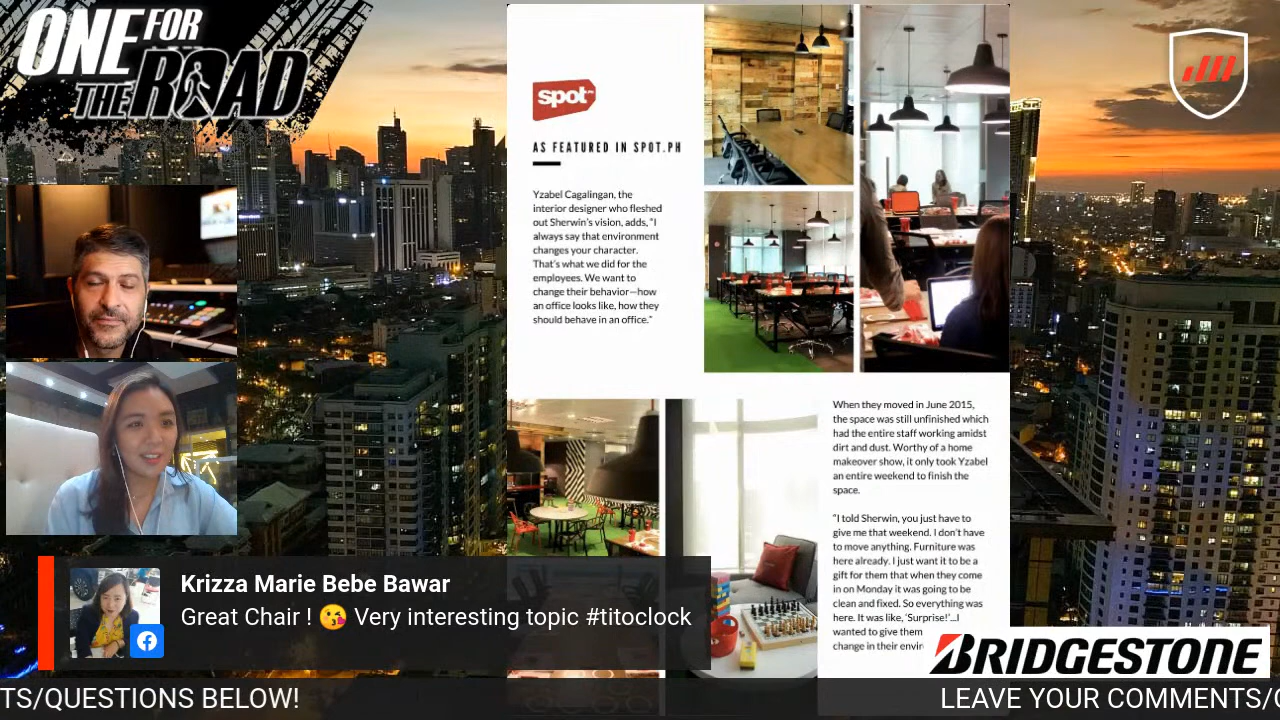 ONE FOR
THE ROAD
spot.ph
AS FEATURED IN SPOT.PH
Yzabel Cagalingan, the
interior designer who fleshed
out Sherwin's vision, adds, "I
always say that environment
changes your character.
That's what we did for the
employees. We want to
change their behavior—how
an office looks like, how they
should behave in an office."
When they moved in June 2015,
the space was still unfinished which
had the entire staff working amidst
dirt and dust. Worthy of a home
makeover show, it only took Yzabel
an entire weekend to finish the
space.
"I told Sherwin, you just have to
give me that weekend. I don't have
to move anything. Furniture was
here already. I just want it to be a
gift for them that when they come
in on Monday it was going to be
clean and fixed. So everything was
here. It was like, 'Surprise!'...I
wanted to give them
change in their envir
Krizza Marie Bebe Bawar
Great Chair ! 😘 Very interesting topic #titoclock
BRIDGESTONE
TS/QUESTIONS BELOW!
LEAVE YOUR COMMENTS/